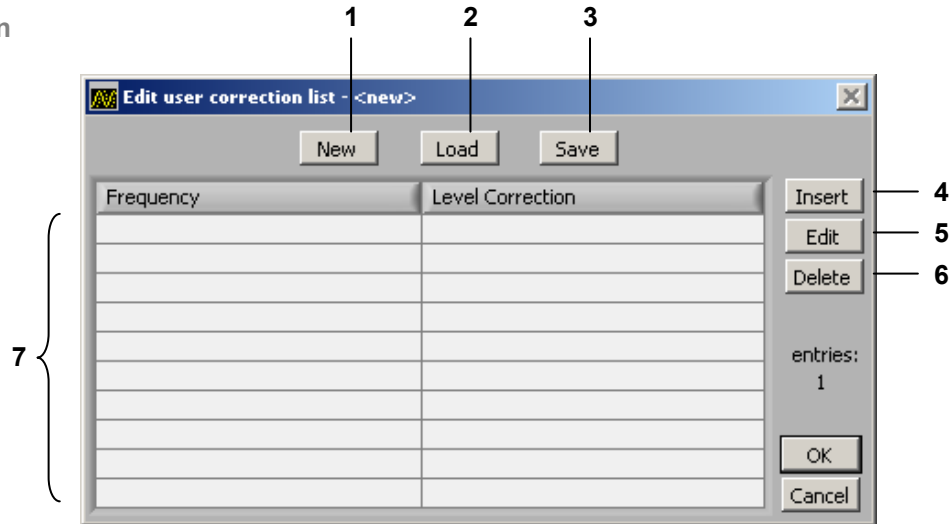 1 2 3
n
Edit user correction list - <new>
New Load Save
Frequency Level Correction
Insert 4
Edit 5
Delete 6
7
entries:
1
OK
Cancel